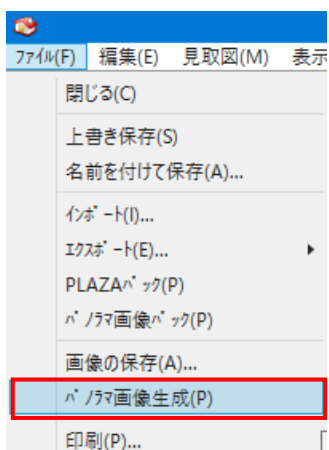 ﾌｧｲﾙ(F) 編集(E) 見取図(M) 表示
閉じる(C)
上書き保存(S)
名前を付けて保存(A)...
ｲﾝﾎﾟｰﾄ(I)...
ｴｸｽﾎﾟｰﾄ(E)...
PLAZAﾊﾟｯｸ(P)
ﾊﾟﾉﾗﾏ画像ﾊﾟｯｸ(P)
画像の保存(A)...
ﾊﾟﾉﾗﾏ画像生成(P)
印刷(P)...